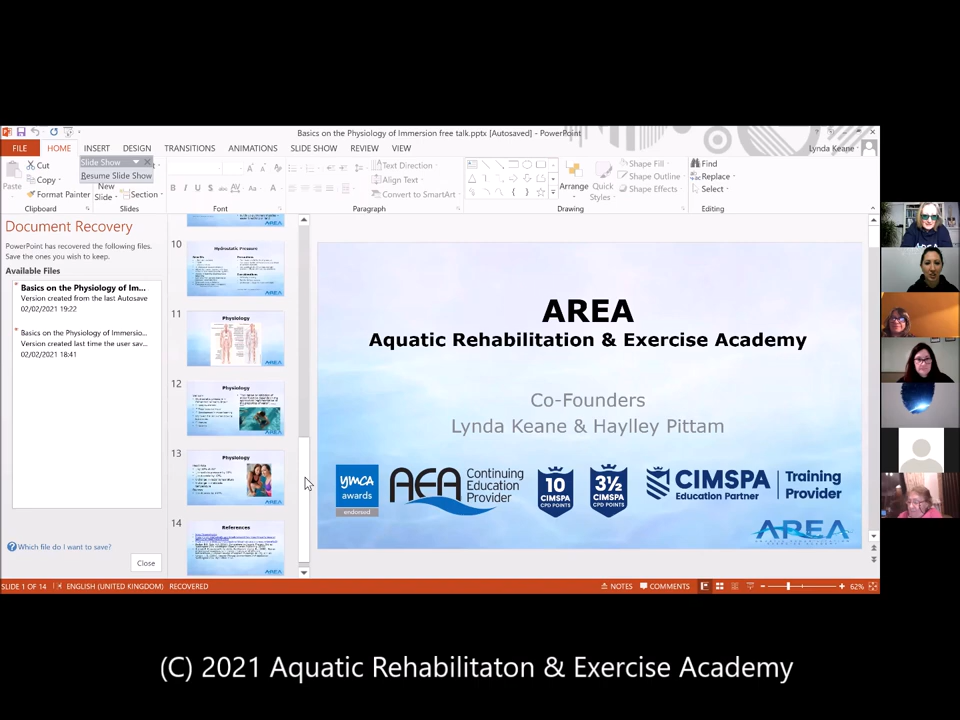 Basics on the Physiology of Immersion free talk.pptx [Autosaved] - PowerPoint
FILE HOME INSERT DESIGN TRANSITIONS ANIMATIONS SLIDE SHOW REVIEW VIEW Lynda Keane
Slide Show
Resume Slide Show
Paste
Cut
Copy
Format Painter
Clipboard
New
Slide
Section
Slides
B I U S abc AV Aa A
Font
Text Direction
Align Text
Convert to SmartArt
Paragraph
Arrange
Quick
Styles
Shape Fill
Shape Outline
Shape Effects
Drawing
Find
Replace
Select
Editing
Document Recovery
PowerPoint has recovered the following files.
Save the ones you wish to keep.
Available Files
Basics on the Physiology of Im...
Version created from the last Autosave
02/02/2021 19:22
Basics on the Physiology of Immersio...
Version created last time the user sav...
02/02/2021 18:41
Which file do I want to save?
Close
AREA
10
Hydrostatic Pressure
AREA
11
Physiology
12
Physiology
13
Physiology
AREA
14
References
AREA
AREA
Aquatic Rehabilitation & Exercise Academy
Co-Founders
Lynda Keane & Haylley Pittam
ymca
awards
endorsed
AEA
Continuing
Education
Provider
10
CIMSPA
CPD POINTS
3½
CIMSPA
CPD POINTS
CIMSPA
Education Partner
Training
Provider
AREA
SLIDE 1 OF 14 ENGLISH (UNITED KINGDOM) RECOVERED NOTES COMMENTS 62%
(C) 2021 Aquatic Rehabilitaton & Exercise Academy